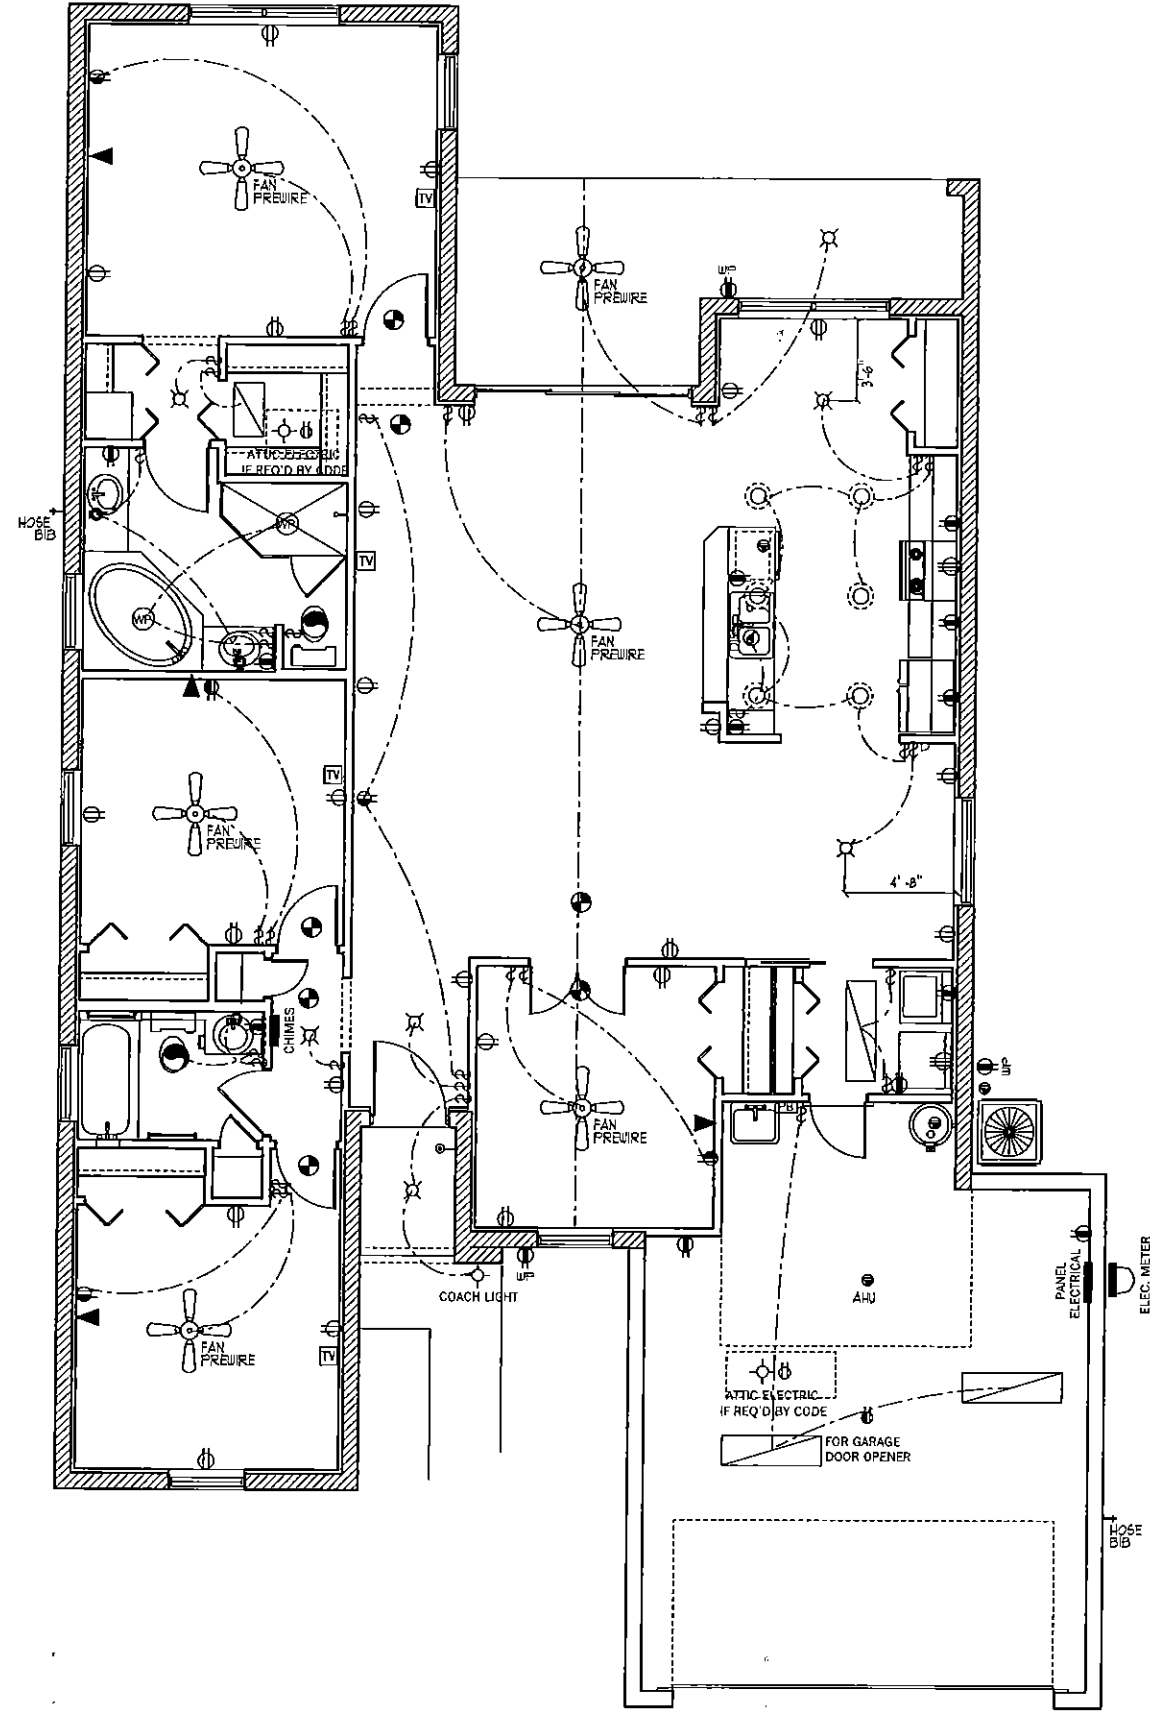 FAN
PREWIRE
TV
FAN
PREWIRE
WP
3'-6"
ATTIC ELECTRIC
IF REQ'D BY CODE
HOSE
BIB
WP
TV
WP
FAN
PREWIRE
TV
FAN
PREWIRE
4'-8"
CHIMES
FAN
PREWIRE
WP
COACH LIGHT
FAN
PREWIRE
TV
AHU
PANEL
ELECTRICAL
ELEC. METER
ATTIC ELECTRIC
IF REQ'D BY CODE
FOR GARAGE
DOOR OPENER
HOSE
BIB